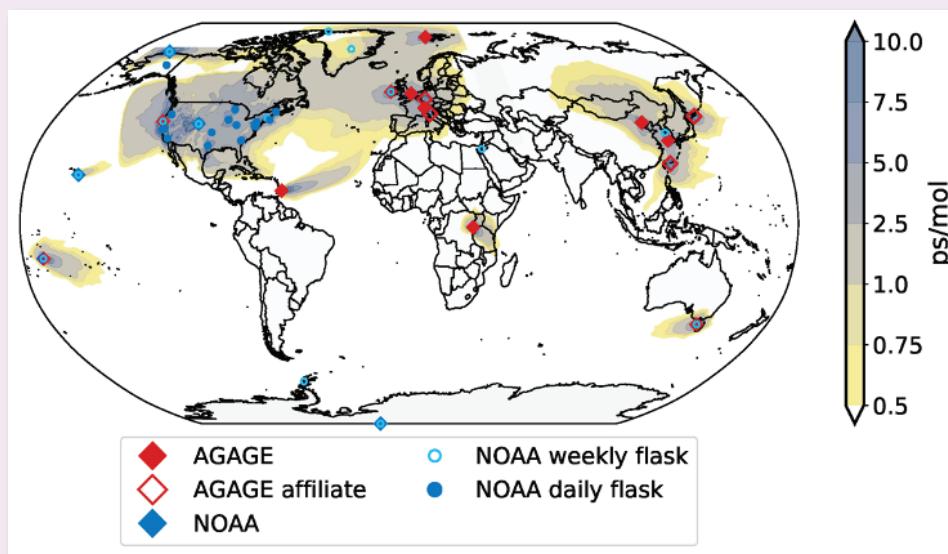 10.0
7.5
5.0
2.5
1.0
0.75
0.5
ps/mol
AGAGE
AGAGE affiliate
NOAA
NOAA weekly flask
NOAA daily flask